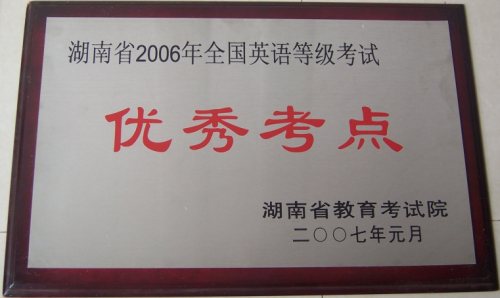 湖南省2006年全国英语等级考试
优秀考点
湖南省教育考试院
二〇〇七年元月